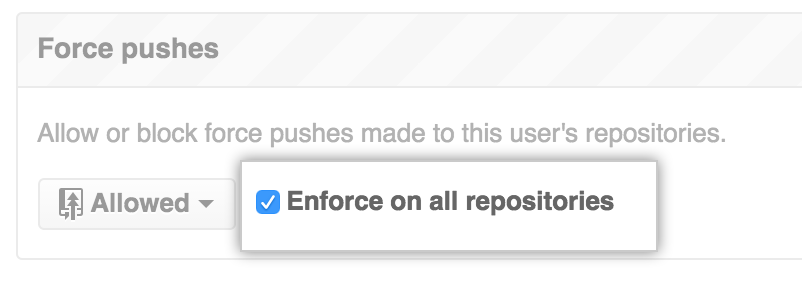 Force pushes
Allow or block force pushes made to this user's repositories.
Allowed
Enforce on all repositories